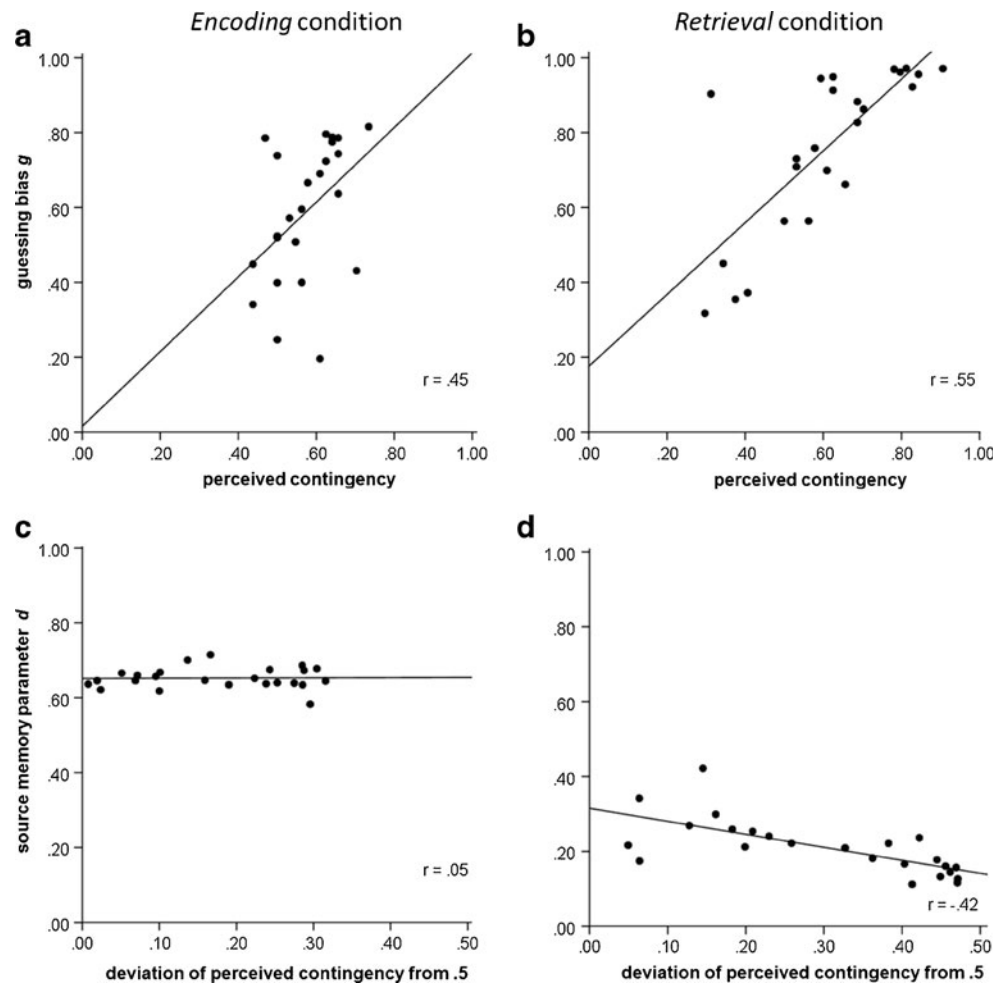 Encoding condition
Retrieval condition
a
b
1.00
.80
.60
.40
.20
.00
guessing bias g
r = .45
.00 .20 .40 .60 .80 1.00
perceived contingency
1.00
.80
.60
.40
.20
.00
r = .55
.00 .20 .40 .60 .80 1.00
perceived contingency
c
d
1.00
.80
.60
.40
.20
.00
source memory parameter d
r = .05
.00 .10 .20 .30 .40 .50
deviation of perceived contingency from .5
1.00
.80
.60
.40
.20
.00
r = -.42
.00 .10 .20 .30 .40 .50
deviation of perceived contingency from .5